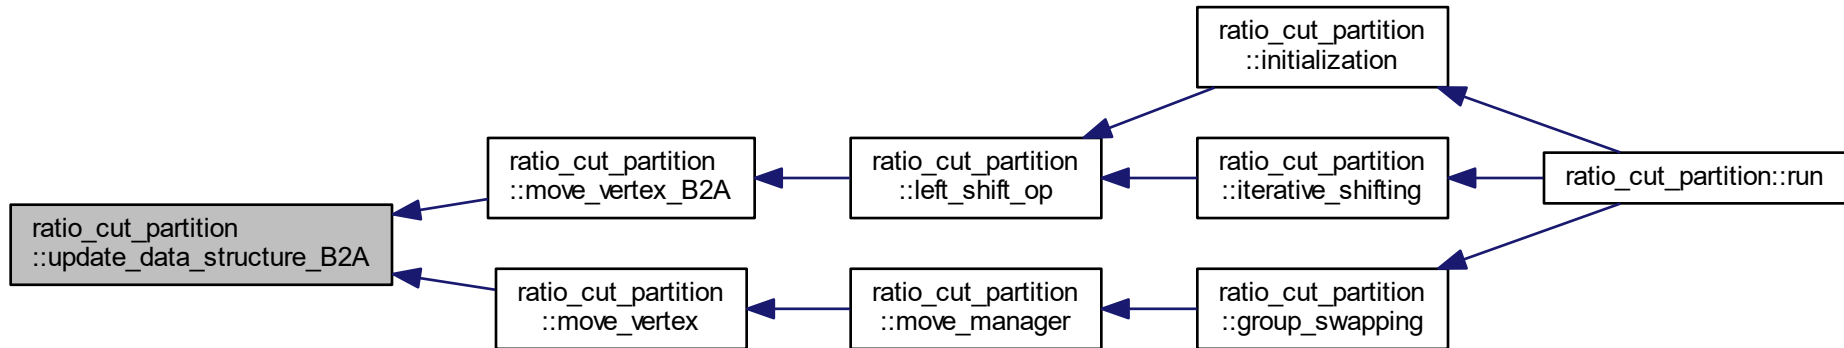 ratio_cut_partition
::update_data_structure_B2A
ratio_cut_partition
::move_vertex_B2A
ratio_cut_partition
::left_shift_op
ratio_cut_partition
::initialization
ratio_cut_partition
::iterative_shifting
ratio_cut_partition::run
ratio_cut_partition
::move_vertex
ratio_cut_partition
::move_manager
ratio_cut_partition
::group_swapping